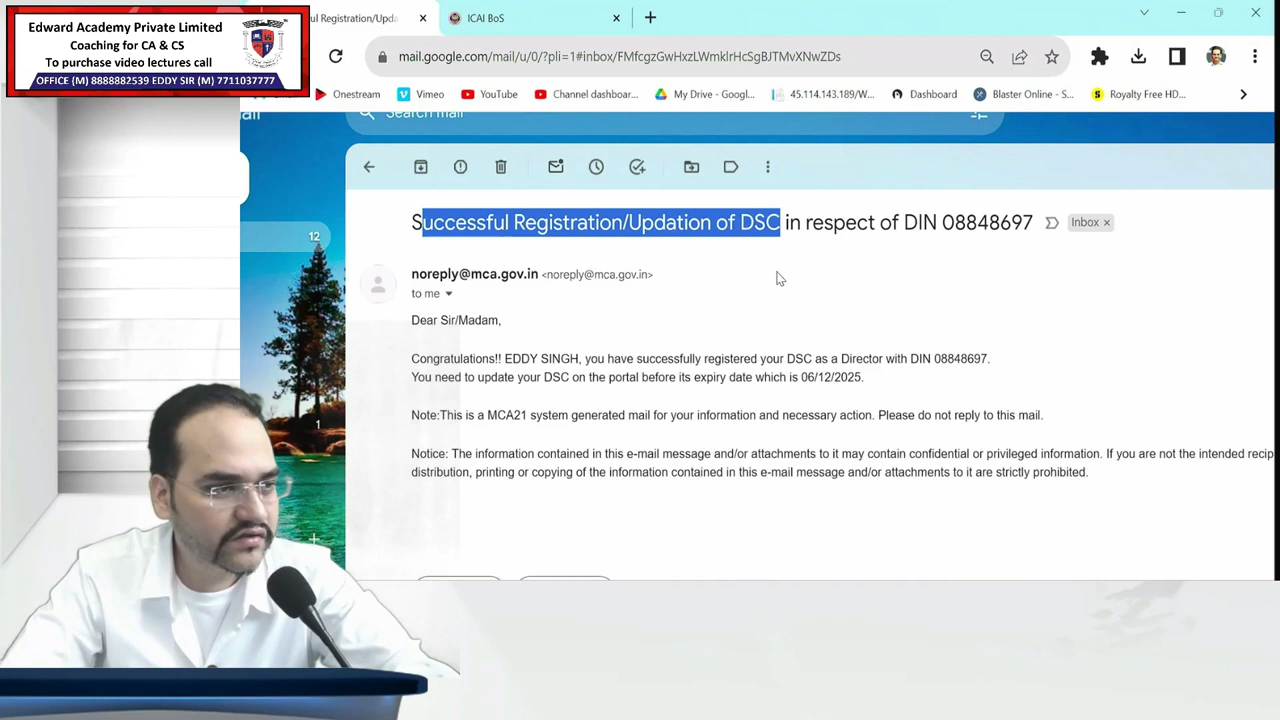 Edward Academy Private Limited
Coaching for CA & CS
To purchase video lectures call
OFFICE (M) 8888882539 EDDY SIR (M) 7711037777
ul Registration/Upda
ICAI BoS
mail.google.com/mail/u/0/?pli=1#inbox/FMfcgzGwHxzLWmklrHcSgBJTMvXNwZDs
Onestream
Vimeo
YouTube
Channel dashboar...
My Drive - Googl...
45.114.143.189/W...
Dashboard
Blaster Online - S...
Royalty Free HD...
ail
Search mail
12
1
Successful Registration/Updation of DSC in respect of DIN 08848697
Inbox ×
noreply@mca.gov.in <noreply@mca.gov.in>
to me
Dear Sir/Madam,
Congratulations!! EDDY SINGH, you have successfully registered your DSC as a Director with DIN 08848697.
You need to update your DSC on the portal before its expiry date which is 06/12/2025.
Note:This is a MCA21 system generated mail for your information and necessary action. Please do not reply to this mail.
Notice: The information contained in this e-mail message and/or attachments to it may contain confidential or privileged information. If you are not the intended recip
distribution, printing or copying of the information contained in this e-mail message and/or attachments to it are strictly prohibited.